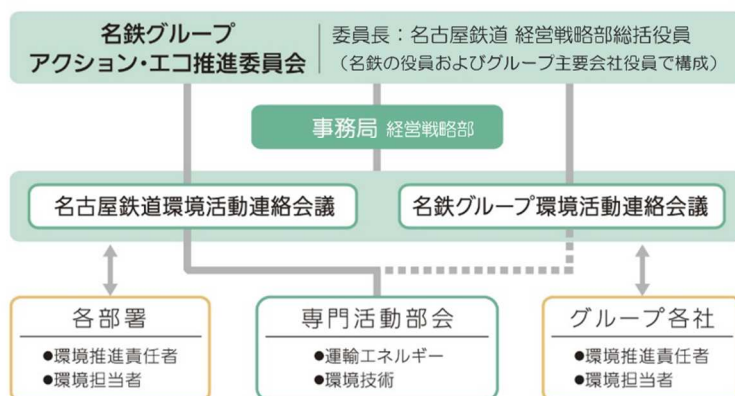 名鉄グループ
アクション・エコ推進委員会
委員長：名古屋鉄道 経営戦略部総括役員
（名鉄の役員およびグループ主要会社役員で構成）
事務局 経営戦略部
名古屋鉄道環境活動連絡会議
名鉄グループ環境活動連絡会議
各部署
●環境推進責任者
●環境担当者
専門活動部会
●運輸エネルギー
●環境技術
グループ各社
●環境推進責任者
●環境担当者